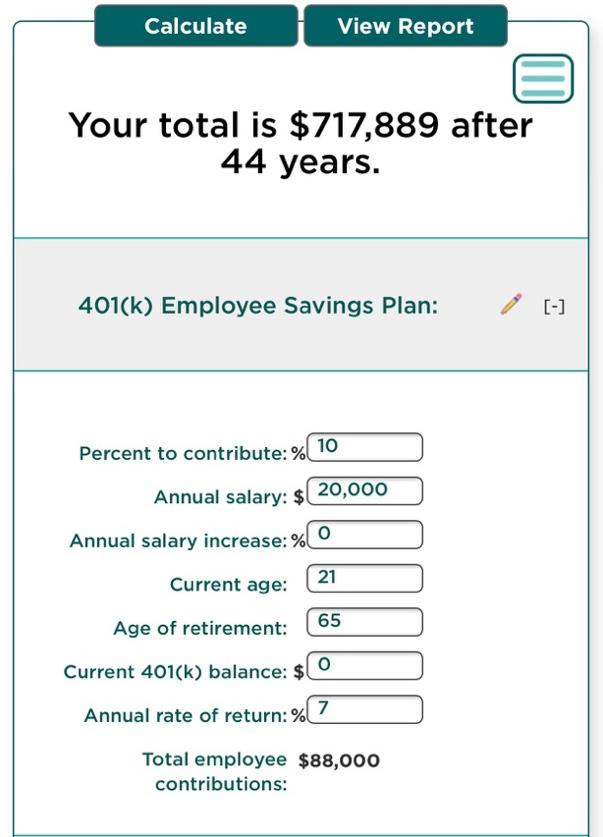 Calculate View Report
Your total is $717,889 after
44 years.
401(k) Employee Savings Plan: [-]
Percent to contribute: % 10
Annual salary: $ 20,000
Annual salary increase: % 0
Current age: 21
Age of retirement: 65
Current 401(k) balance: $ 0
Annual rate of return: % 7
Total employee $88,000
contributions: